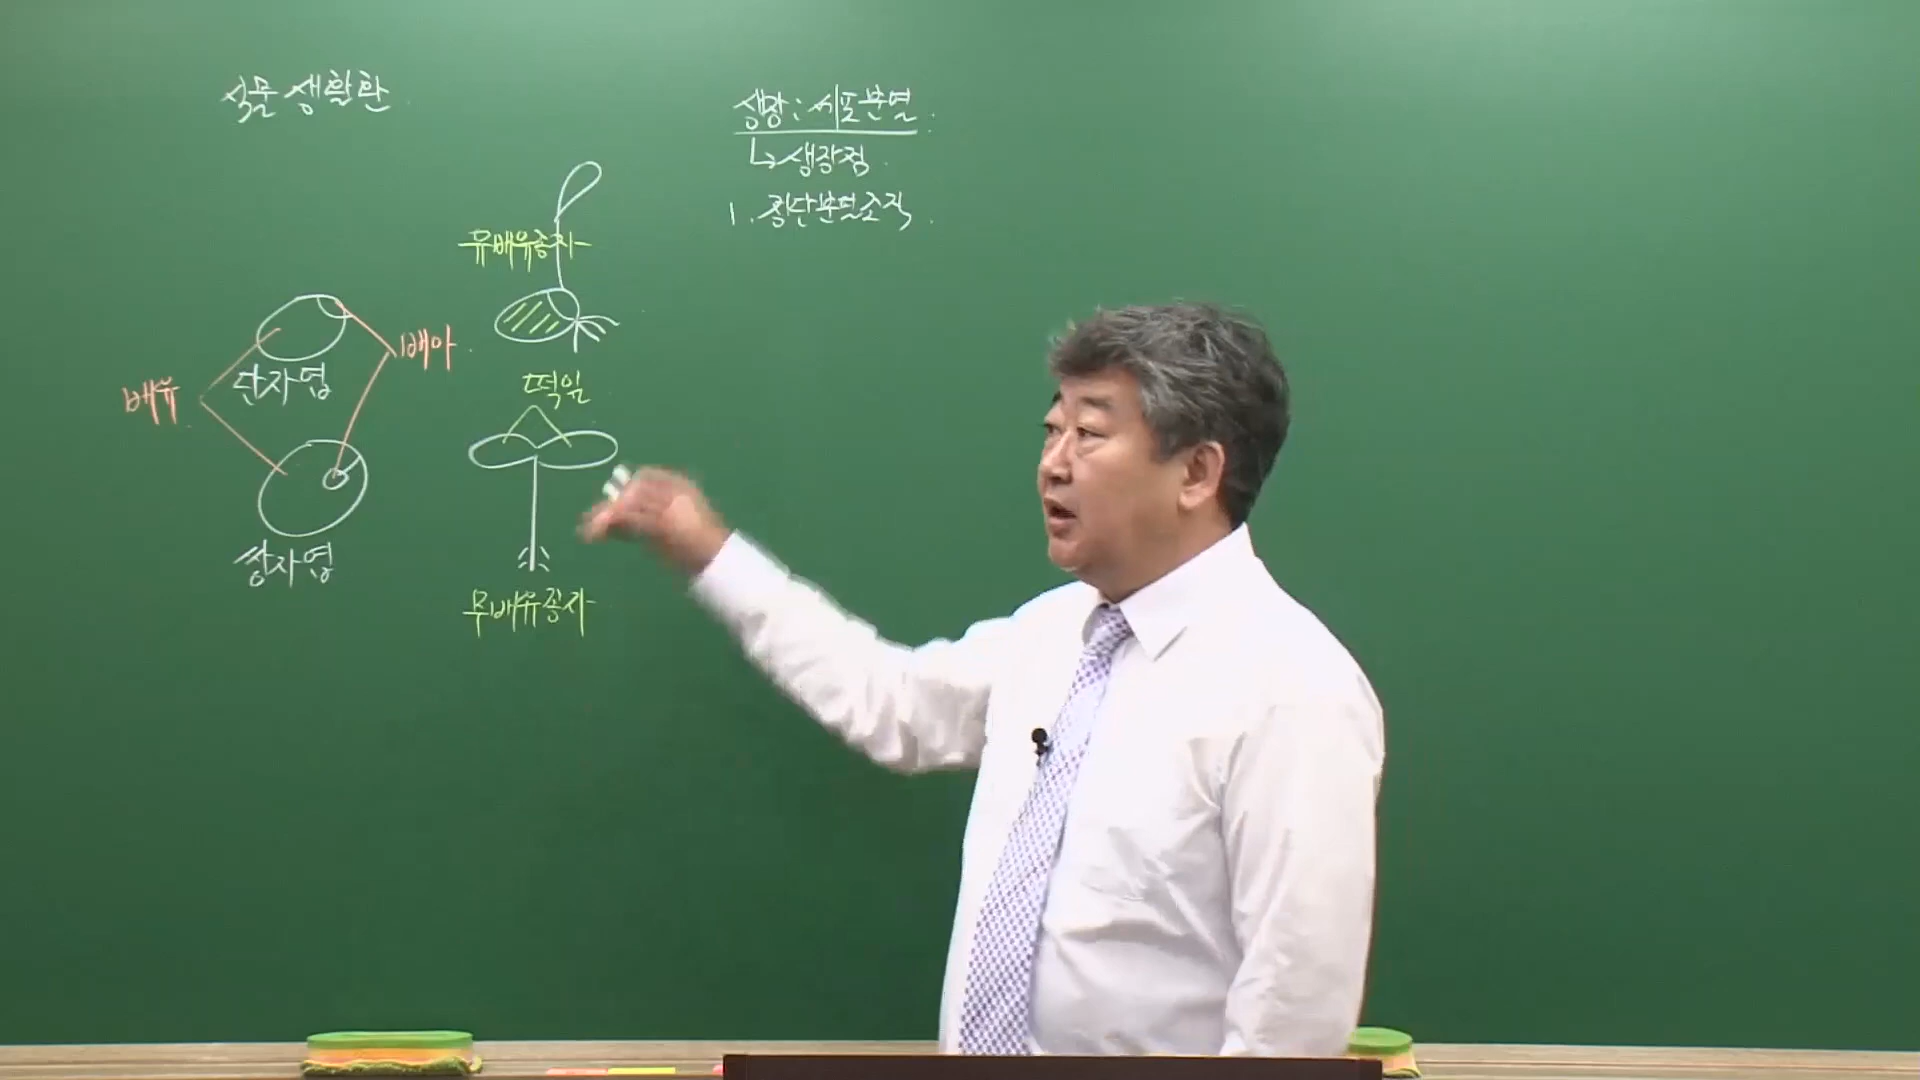 식물 생활환
유배유종자
배아
단자엽
배유
떡잎
쌍자엽
무배유종자
생장 : 세포분열
↳ 생장점
1. 정단분열조직